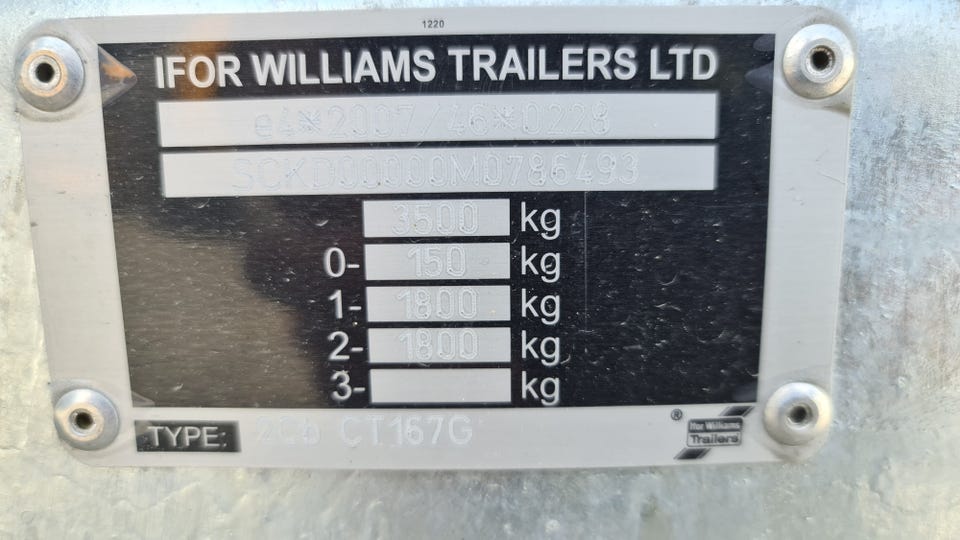 1220
IFOR WILLIAMS TRAILERS LTD
e4*2007/46*0228
SCKD00000M0786493
3500 kg
0- 150 kg
1- 1800 kg
2- 1800 kg
3- kg
TYPE: 2Cb CT167G
® Ifor Williams
Trailers